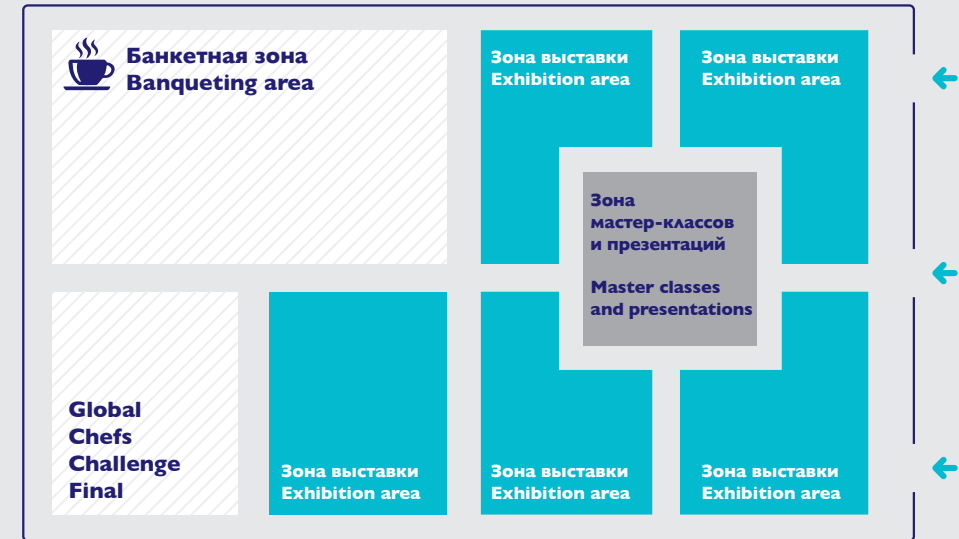 Банкетная зона
Banqueting area
Зона выставки
Exhibition area
Зона выставки
Exhibition area
Зона
мастер-классов
и презентаций
Master classes
and presentations
Global
Chefs
Challenge
Final
Зона выставки
Exhibition area
Зона выставки
Exhibition area
Зона выставки
Exhibition area